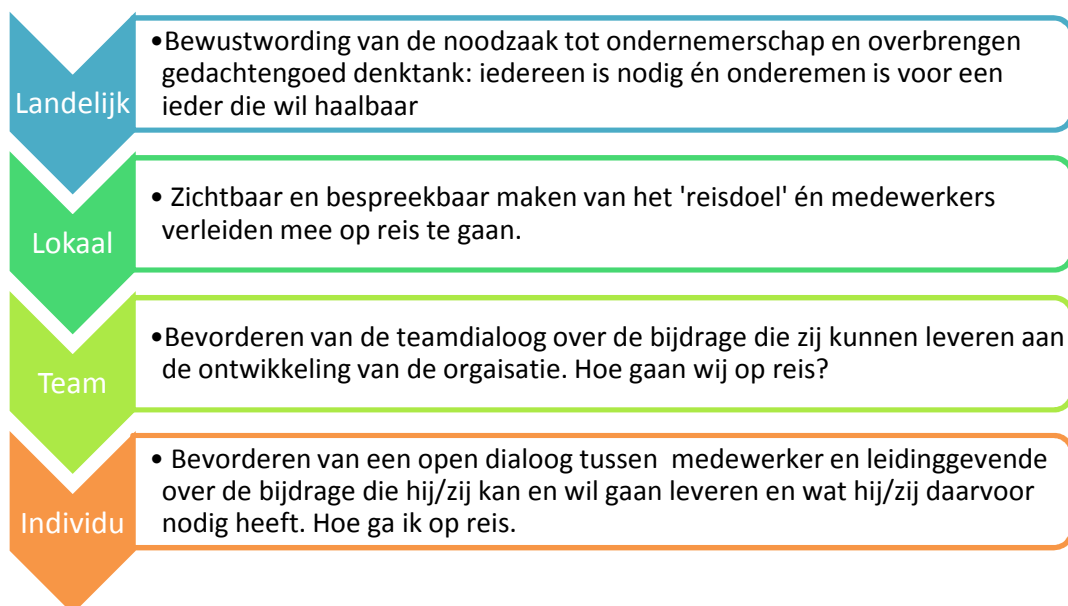 Landelijk
•Bewustwording van de noodzaak tot ondernemerschap en overbrengen
gedachtengoed denktank: iedereen is nodig én onderemen is voor een
ieder die wil haalbaar
Lokaal
• Zichtbaar en bespreekbaar maken van het 'reisdoel' én medewerkers
verleiden mee op reis te gaan.
Team
•Bevorderen van de teamdialoog over de bijdrage die zij kunnen leveren aan
de ontwikkeling van de orgaisatie. Hoe gaan wij op reis?
Individu
• Bevorderen van een open dialoog tussen  medewerker en leidinggevende
over de bijdrage die hij/zij kan en wil gaan leveren en wat hij/zij daarvoor
nodig heeft. Hoe ga ik op reis.